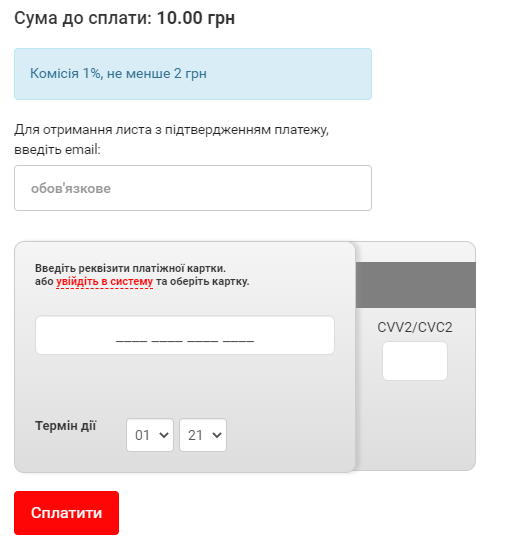 Сума до сплати: 10.00 грн
Комісія 1%, не менше 2 грн
Для отримання листа з підтвердженням платежу,
введіть email:
обов'язкове
Введіть реквізити платіжної картки.
або увійдіть в систему та оберіть картку.
CVV2/CVC2
____ ____ ____ ____
Термін дії 01 21
Сплатити